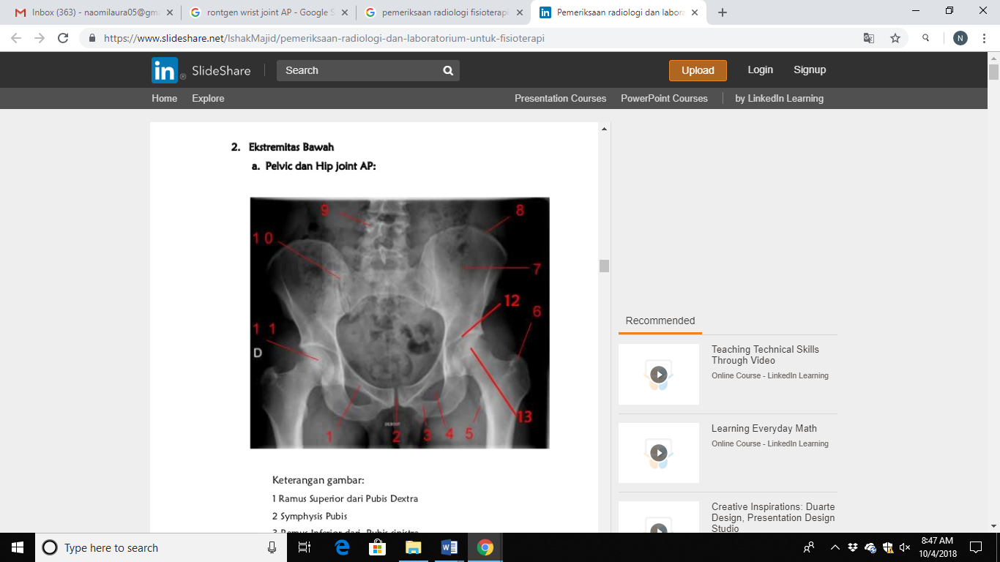 Inbox (363) - naomilaura05@gma
rontgen wrist joint AP - Google S
pemeriksaan radiologi fisioterapi
Pemeriksaan radiologi dan labora
https://www.slideshare.net/IshakMajid/pemeriksaan-radiologi-dan-laboratorium-untuk-fisioterapi
N
in ® SlideShare
Search
Upload
Login
Signup
Home
Explore
Presentation Courses
PowerPoint Courses
by LinkedIn Learning
2. Ekstremitas Bawah
a. Pelvic dan Hip joint AP:
9
8
10
7
12
6
11
D
13
DEBOUT
1
2
3
4
5
Keterangan gambar:
1 Ramus Superior dari Pubis Dextra
2 Symphysis Pubis
3 Ramus Inferior dari Pubis sinistra
Recommended
Teaching Technical Skills
Through Video
Online Course - LinkedIn Learning
Learning Everyday Math
Online Course - LinkedIn Learning
Creative Inspirations: Duarte
Design, Presentation Design
Studio
Type here to search
8:47 AM
10/4/2018